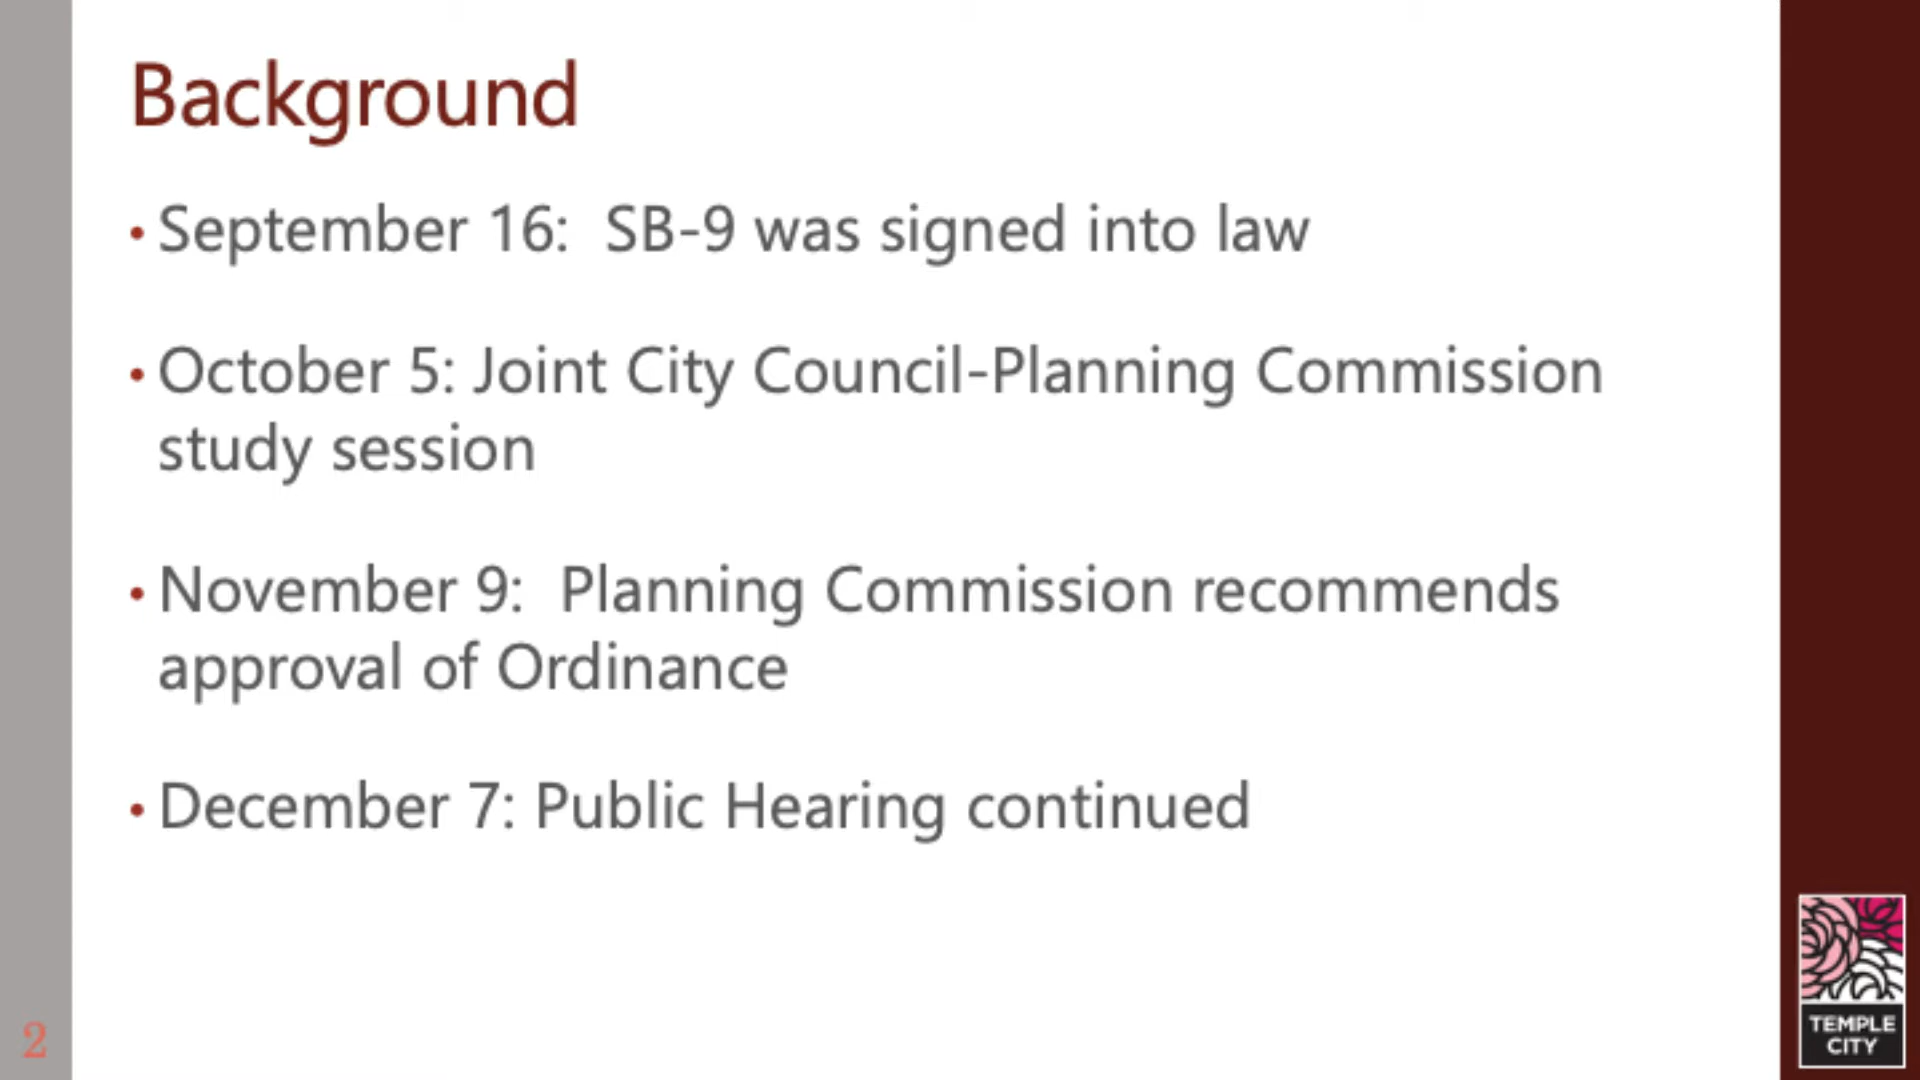 Background
• September 16:  SB-9 was signed into law
• October 5: Joint City Council-Planning Commission
study session
• November 9:  Planning Commission recommends
approval of Ordinance
• December 7: Public Hearing continued
2
TEMPLE
CITY